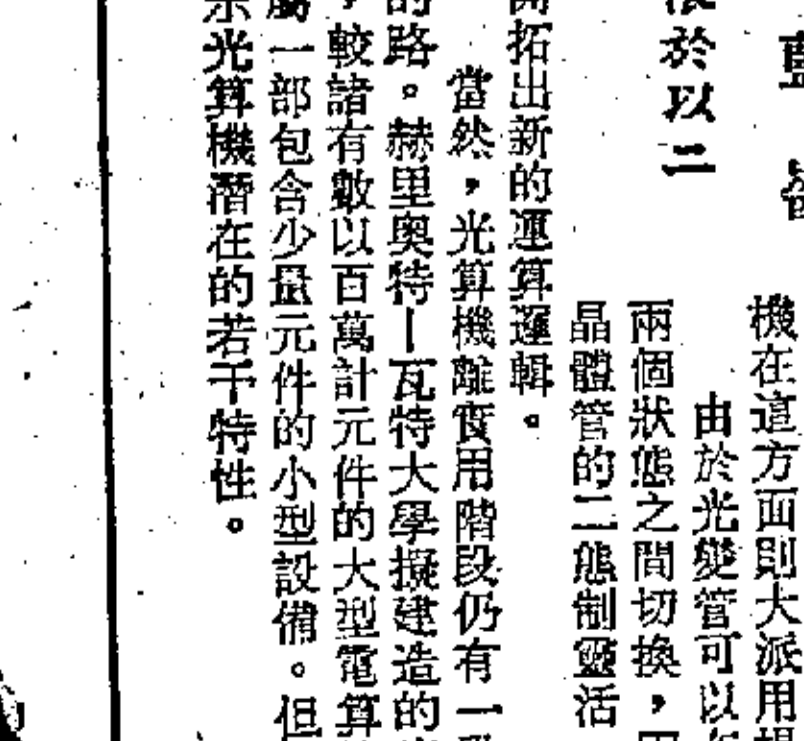 機在這方面則大派用場
由於光變管可以在
兩個狀態之間切換,因
晶體管的二態制靈活
於以二
開拓出新的運算邏輯。
當然,光算機離實用階段仍有一
的路。赫里奧特—瓦特大學擬建造的
,較諸有數以百萬計元件的大型電算
屬一部包含少量元件的小型設備。但
示光算機潛在的若干特性。